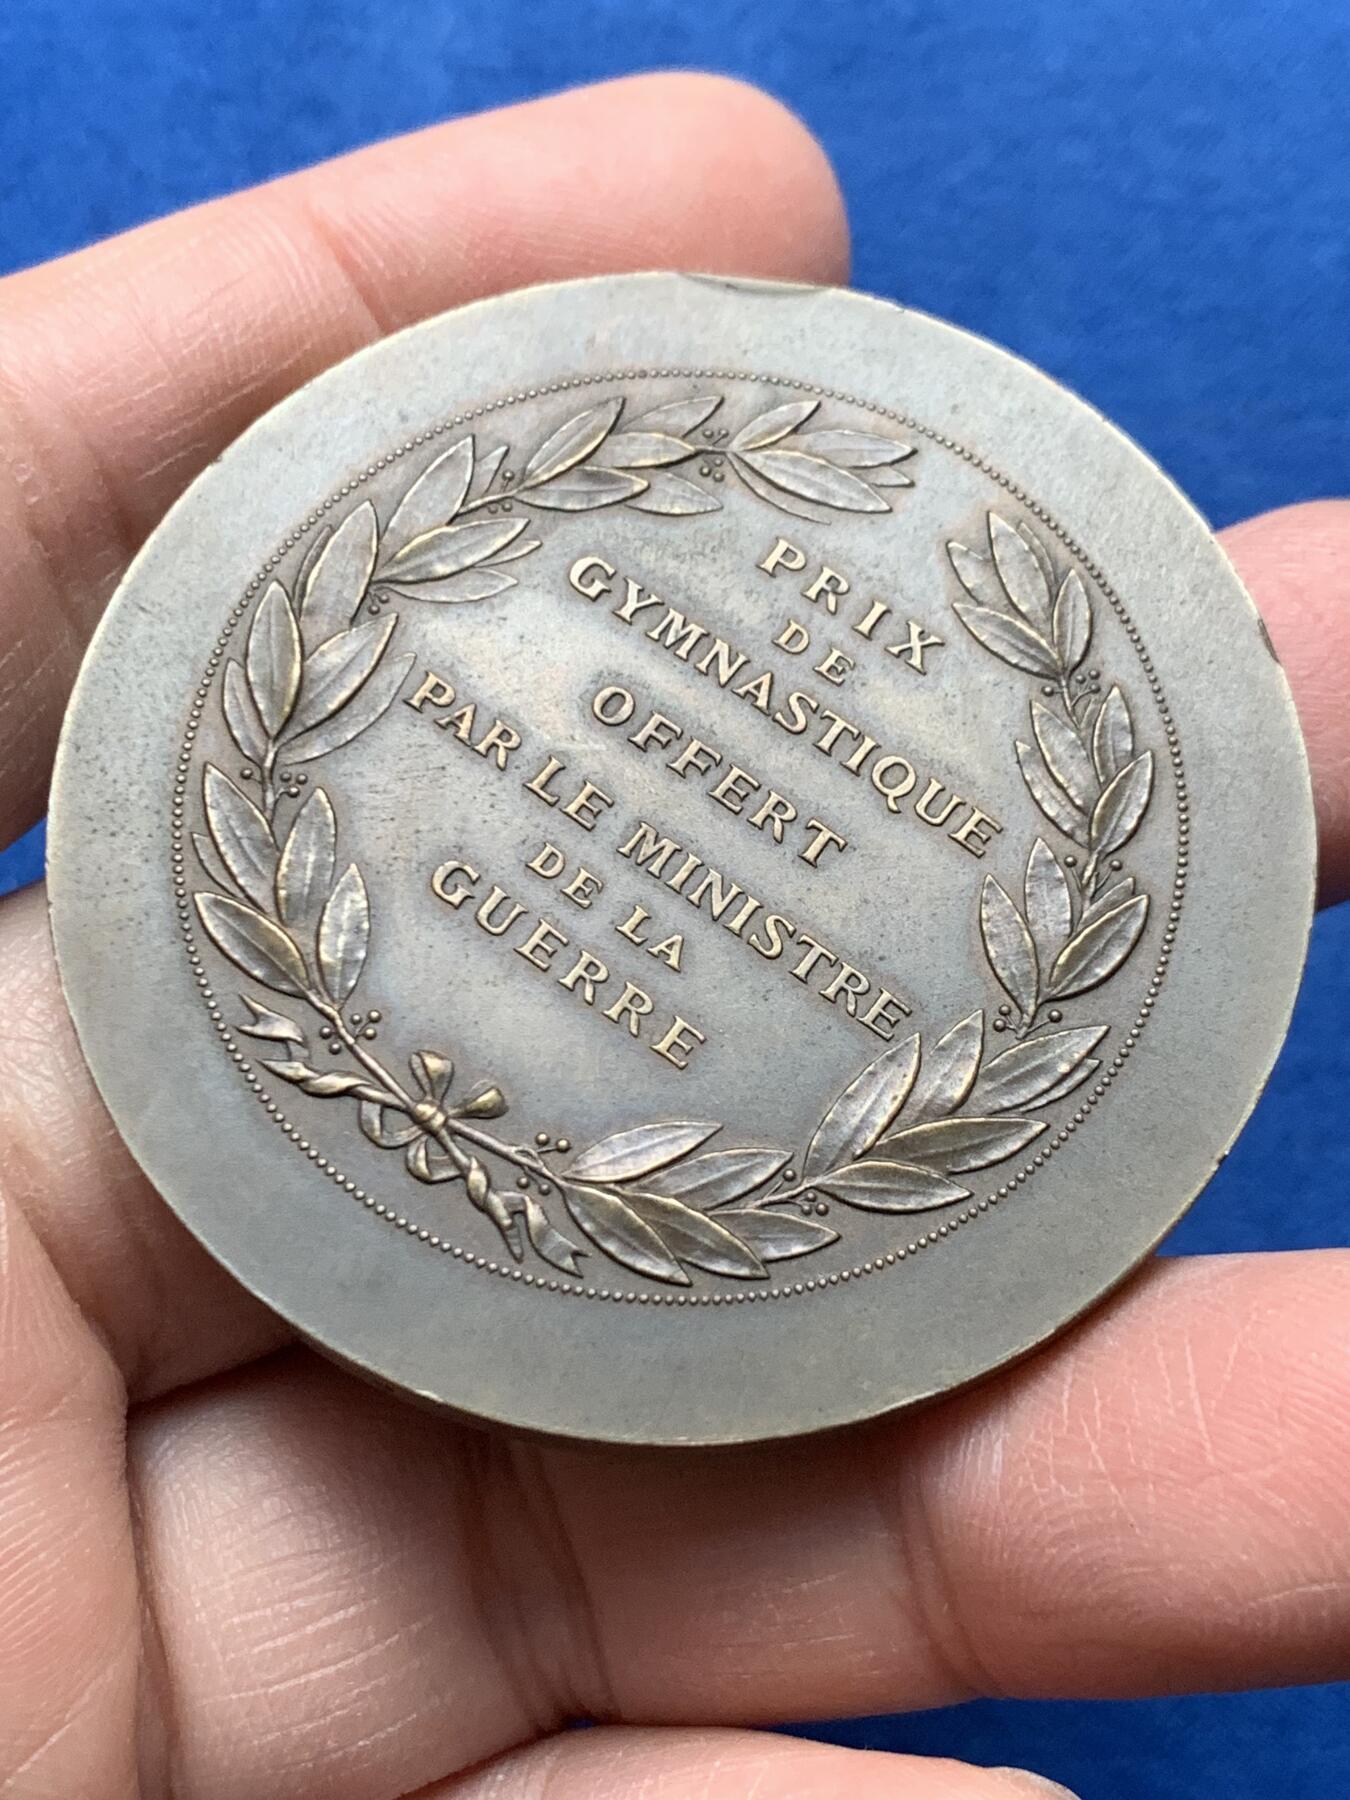 PRIX
DE
GYMNASTIQUE
OFFERT
PAR LE MINISTRE
DE LA
GUERRE